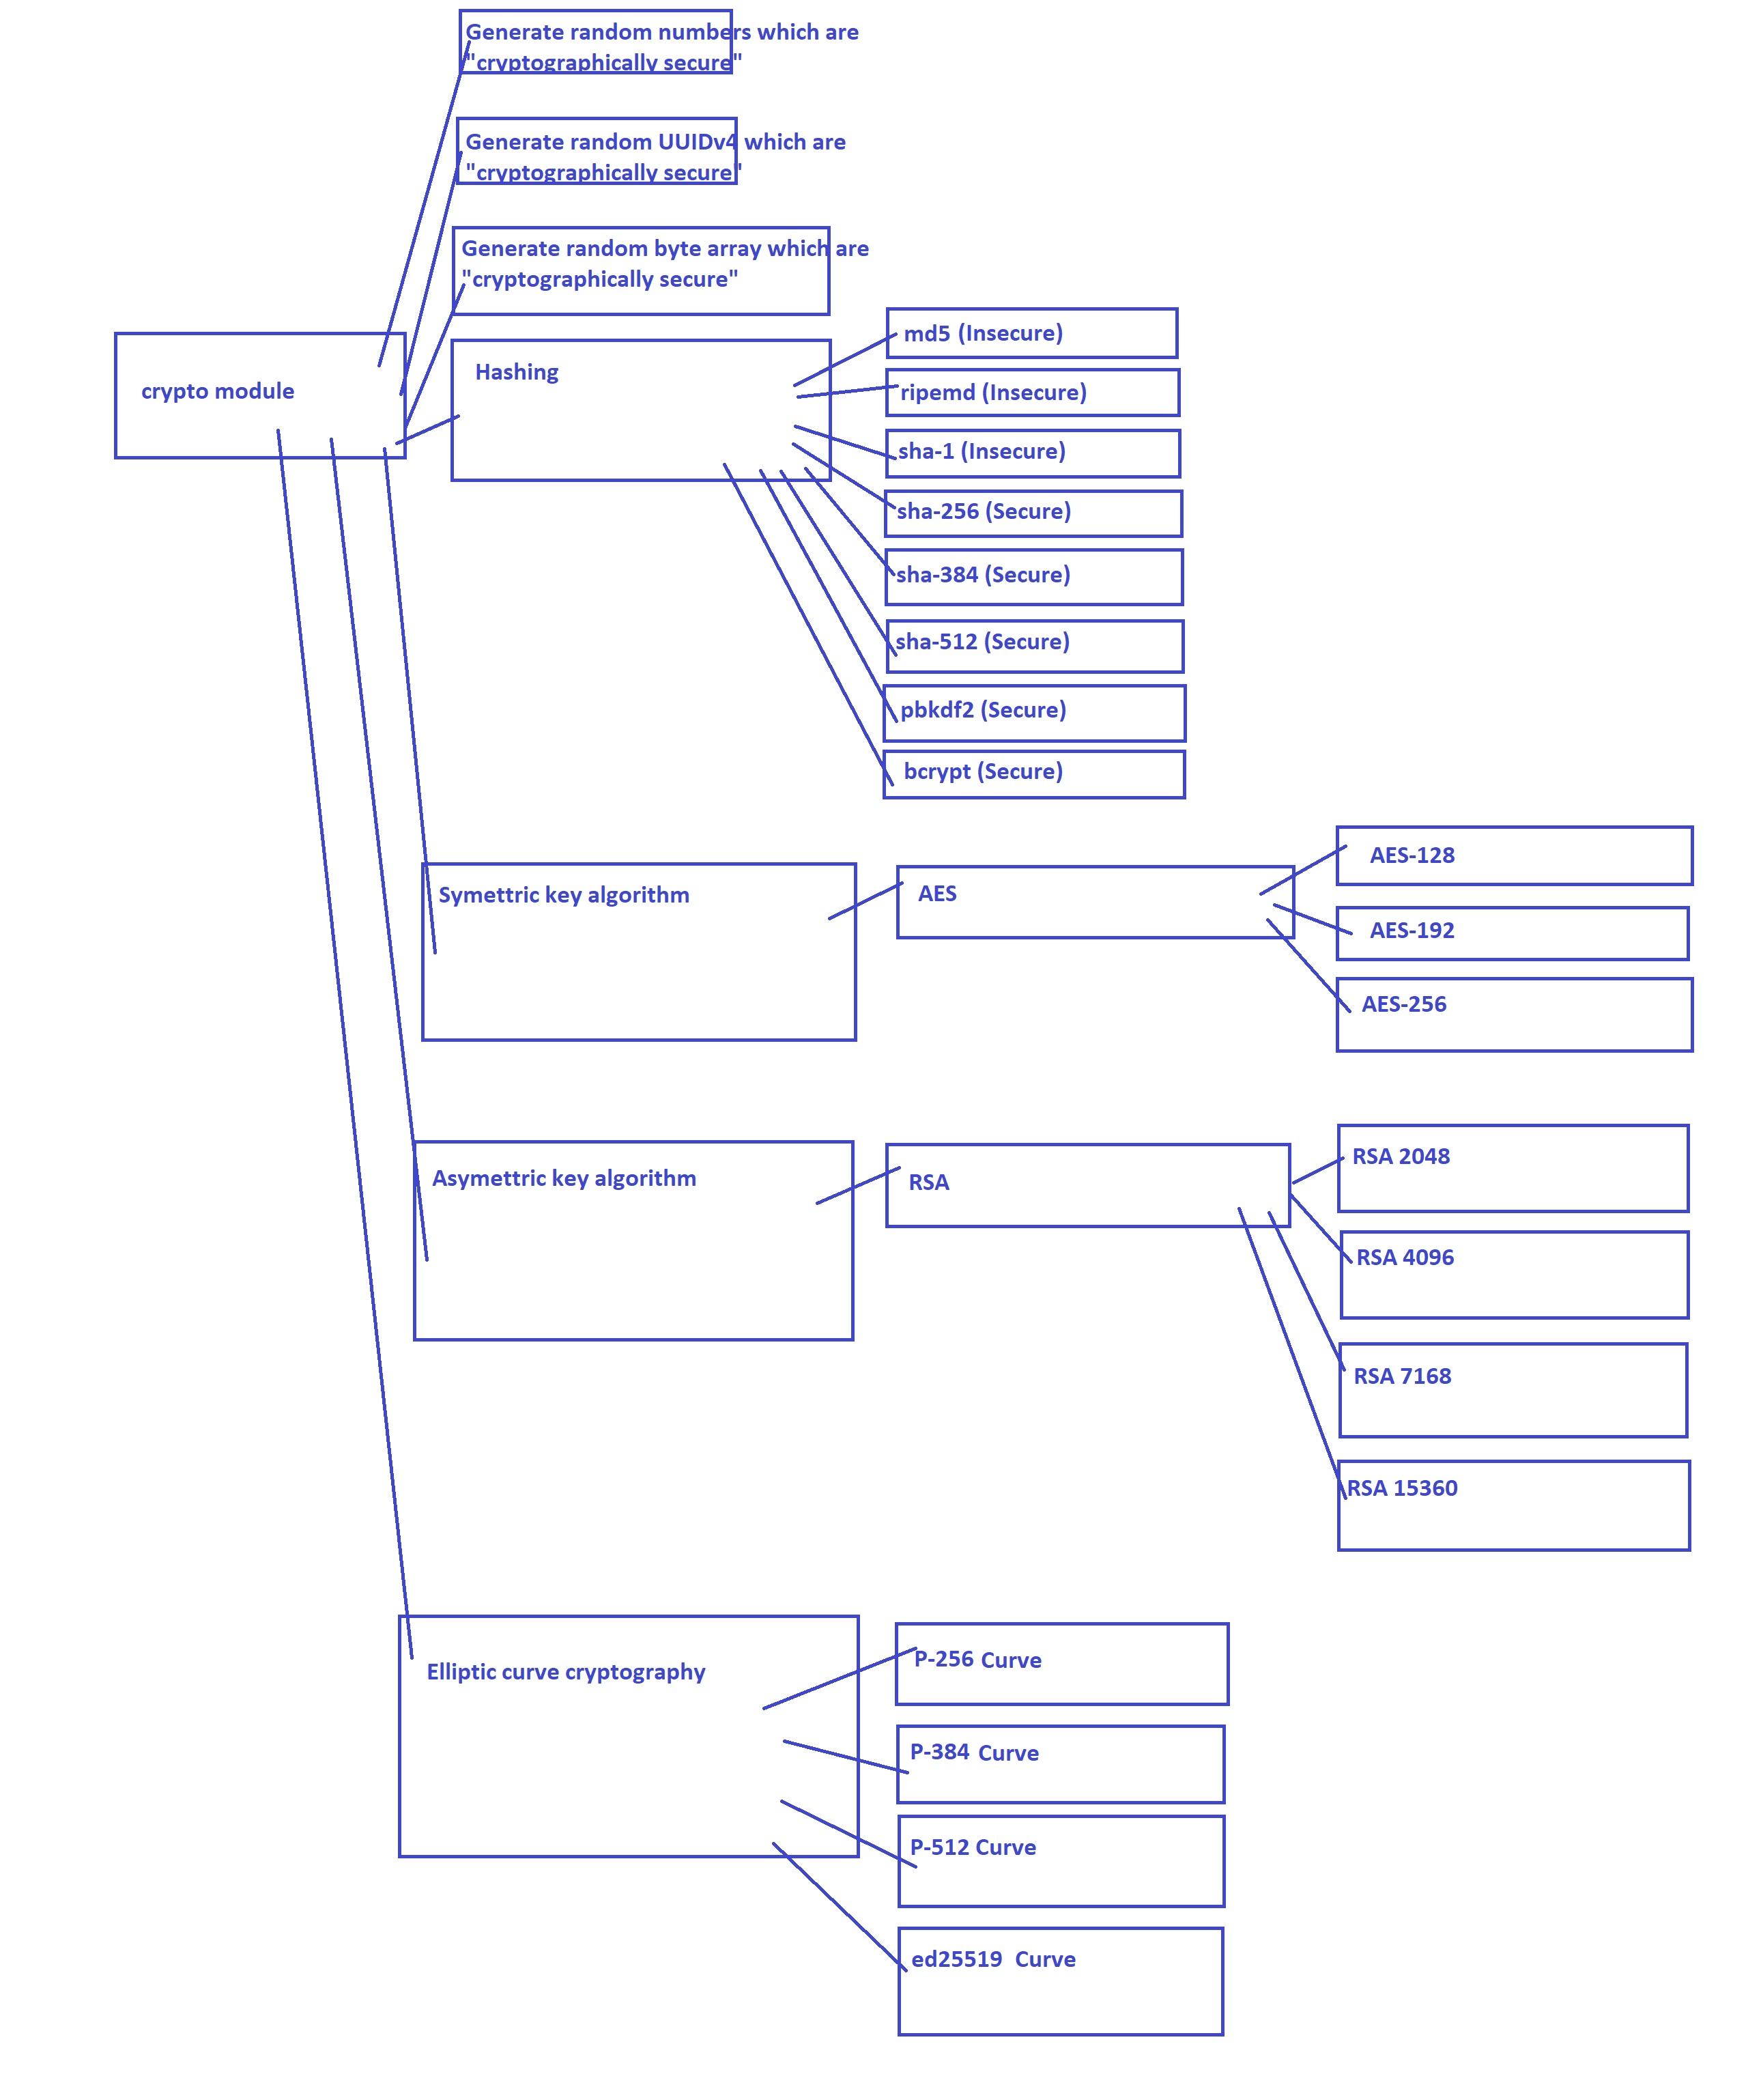 Generate random numbers which are
"cryptographically secure"
Generate random UUIDv4 which are
"cryptographically secure"
Generate random byte array which are
"cryptographically secure"
crypto module
Hashing
md5 (Insecure)
ripemd (Insecure)
sha-1 (Insecure)
sha-256 (Secure)
sha-384 (Secure)
sha-512 (Secure)
pbkdf2 (Secure)
bcrypt (Secure)
Symettric key algorithm
AES
AES-128
AES-192
AES-256
Asymettric key algorithm
RSA
RSA 2048
RSA 4096
RSA 7168
RSA 15360
Elliptic curve cryptography
P-256 Curve
P-384 Curve
P-512 Curve
ed25519 Curve